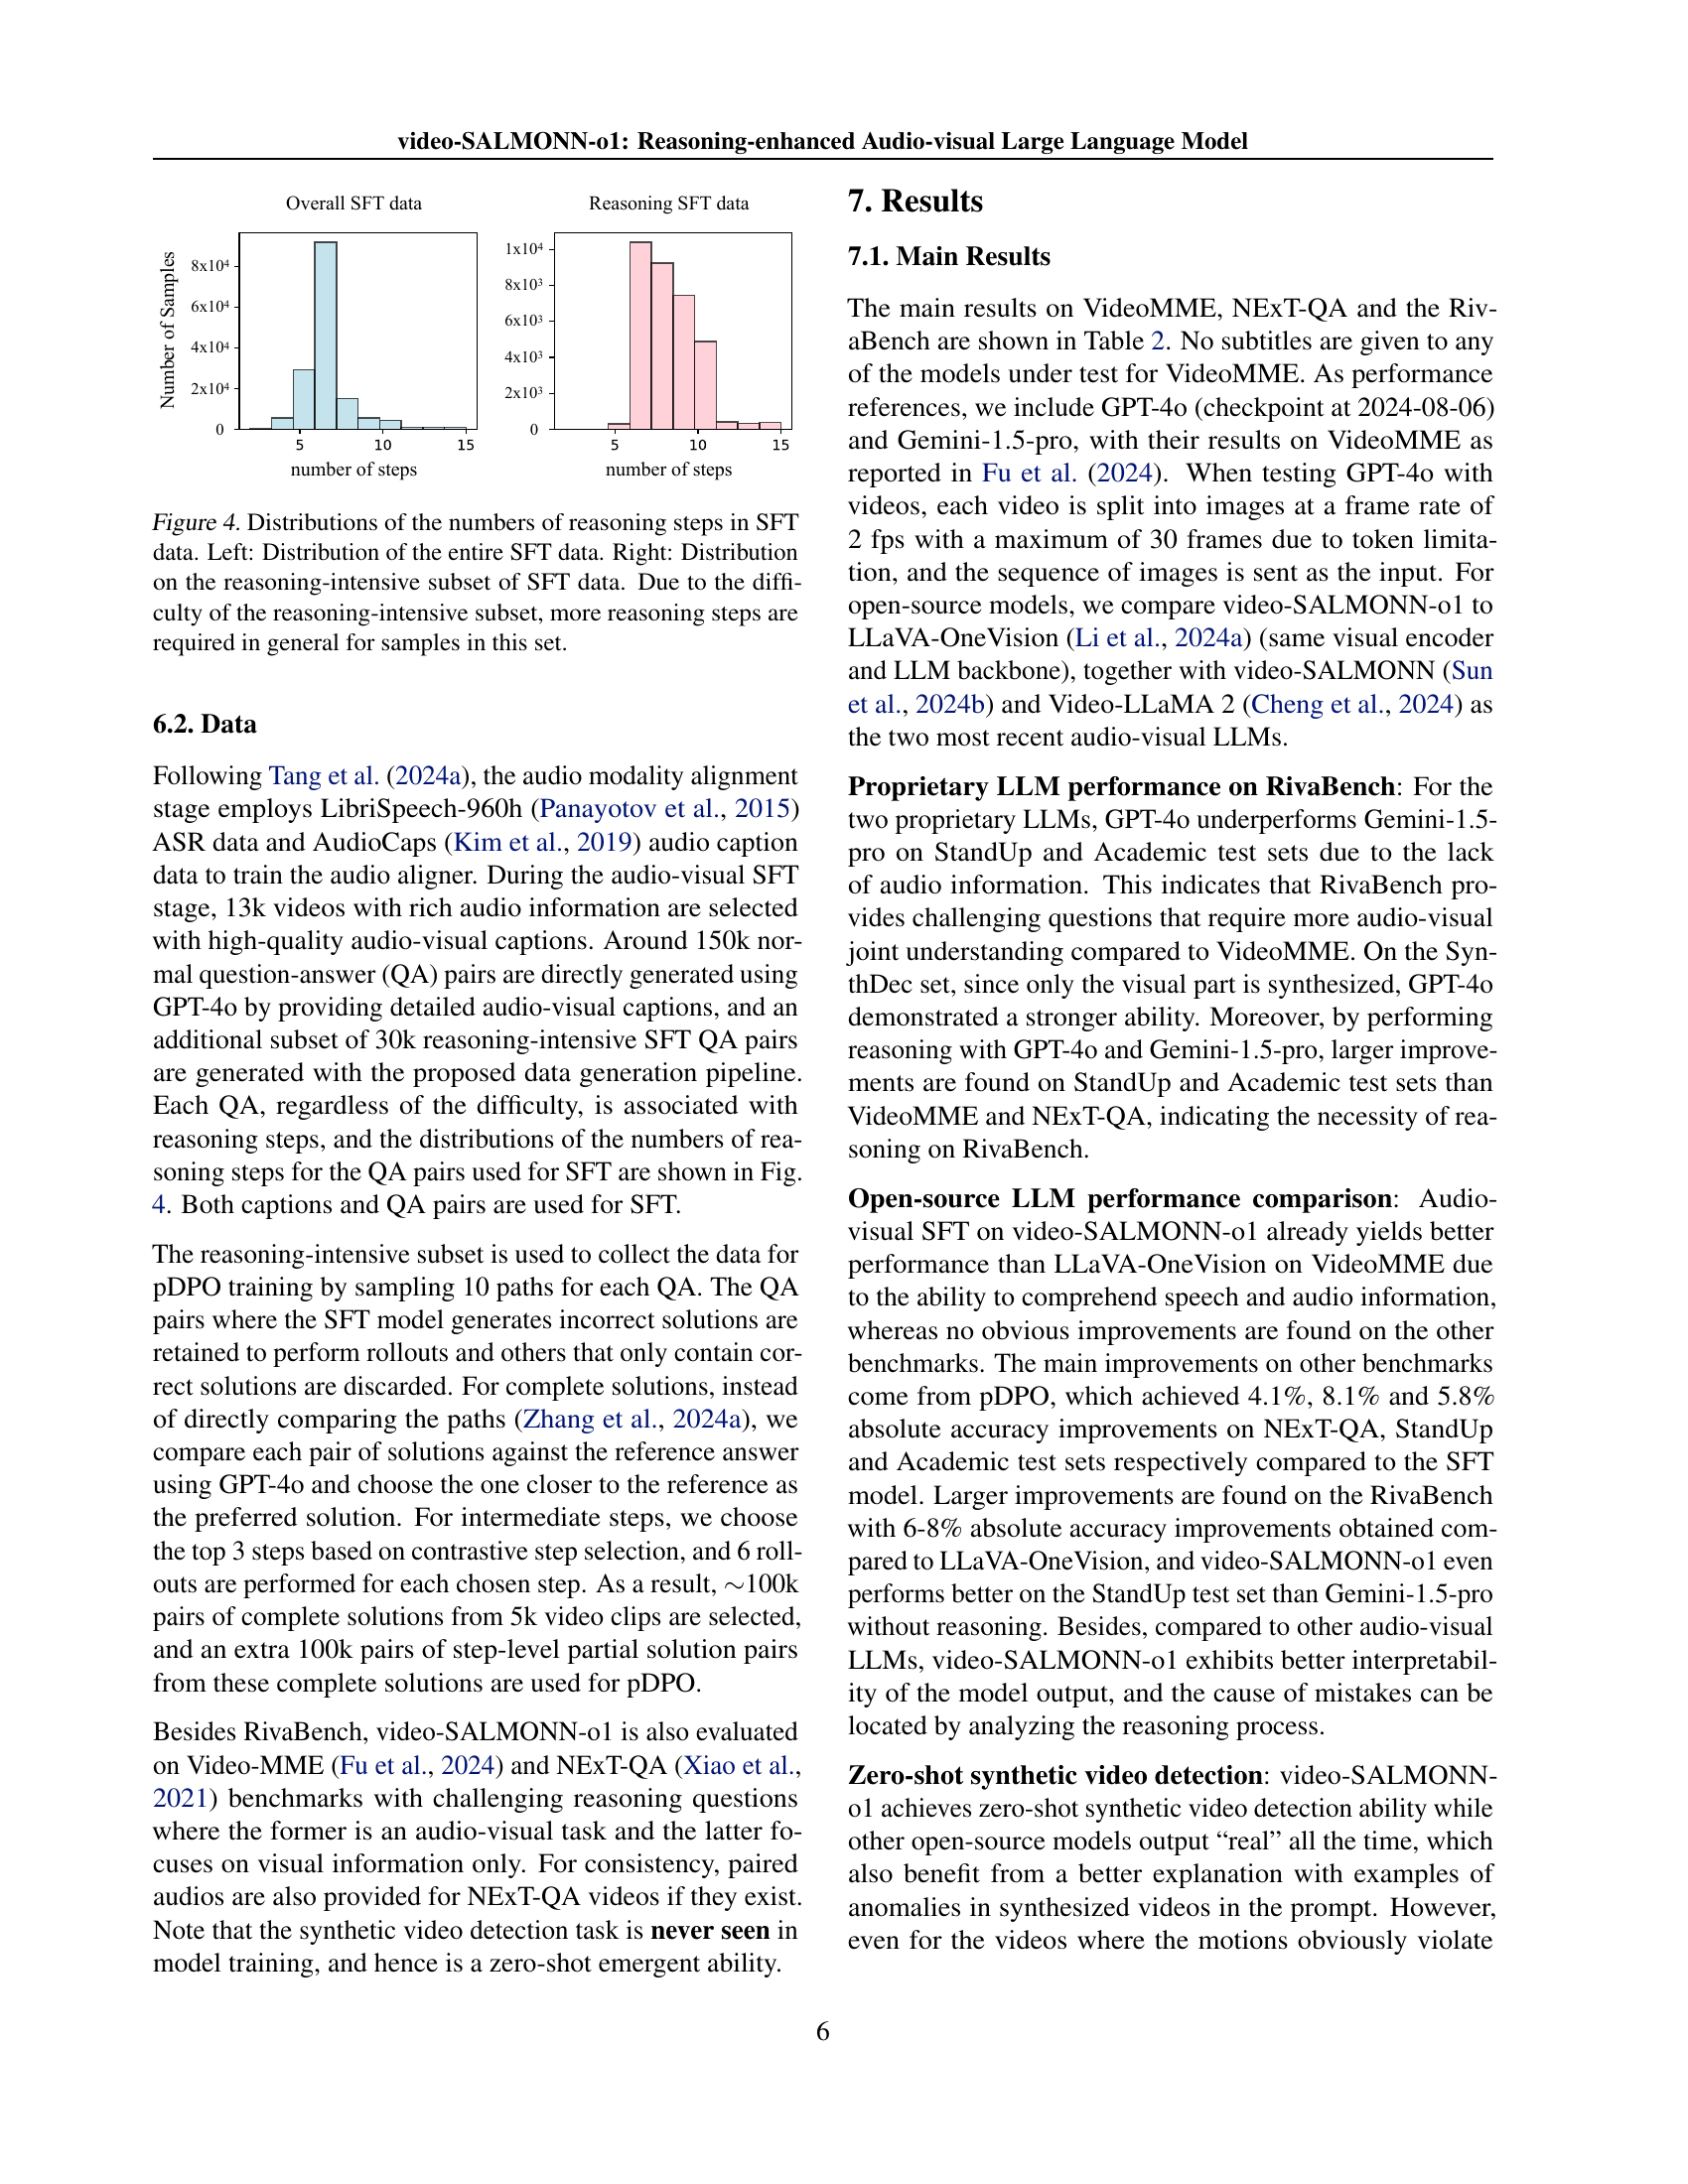 video-SALMONN-o1: Reasoning-enhanced Audio-visual Large Language Model
Overall SFT data
Number of Samples
8x10⁴
6x10⁴
4x10⁴
2x10⁴
0
5
10
15
number of steps
Reasoning SFT data
1x10⁴
8x10³
6x10³
4x10³
2x10³
0
5
10
15
number of steps
Figure 4. Distributions of the numbers of reasoning steps in SFT
data. Left: Distribution of the entire SFT data. Right: Distribution
on the reasoning-intensive subset of SFT data. Due to the diffi-
culty of the reasoning-intensive subset, more reasoning steps are
required in general for samples in this set.
6.2. Data
Following Tang et al. (2024a), the audio modality alignment
stage employs LibriSpeech-960h (Panayotov et al., 2015)
ASR data and AudioCaps (Kim et al., 2019) audio caption
data to train the audio aligner. During the audio-visual SFT
stage, 13k videos with rich audio information are selected
with high-quality audio-visual captions. Around 150k nor-
mal question-answer (QA) pairs are directly generated using
GPT-4o by providing detailed audio-visual captions, and an
additional subset of 30k reasoning-intensive SFT QA pairs
are generated with the proposed data generation pipeline.
Each QA, regardless of the difficulty, is associated with
reasoning steps, and the distributions of the numbers of rea-
soning steps for the QA pairs used for SFT are shown in Fig.
4. Both captions and QA pairs are used for SFT.
The reasoning-intensive subset is used to collect the data for
pDPO training by sampling 10 paths for each QA. The QA
pairs where the SFT model generates incorrect solutions are
retained to perform rollouts and others that only contain cor-
rect solutions are discarded. For complete solutions, instead
of directly comparing the paths (Zhang et al., 2024a), we
compare each pair of solutions against the reference answer
using GPT-4o and choose the one closer to the reference as
the preferred solution. For intermediate steps, we choose
the top 3 steps based on contrastive step selection, and 6 roll-
outs are performed for each chosen step. As a result, ∼100k
pairs of complete solutions from 5k video clips are selected,
and an extra 100k pairs of step-level partial solution pairs
from these complete solutions are used for pDPO.
Besides RivaBench, video-SALMONN-o1 is also evaluated
on Video-MME (Fu et al., 2024) and NExT-QA (Xiao et al.,
2021) benchmarks with challenging reasoning questions
where the former is an audio-visual task and the latter fo-
cuses on visual information only. For consistency, paired
audios are also provided for NExT-QA videos if they exist.
Note that the synthetic video detection task is never seen in
model training, and hence is a zero-shot emergent ability.
7. Results
7.1. Main Results
The main results on VideoMME, NExT-QA and the Riv-
aBench are shown in Table 2. No subtitles are given to any
of the models under test for VideoMME. As performance
references, we include GPT-4o (checkpoint at 2024-08-06)
and Gemini-1.5-pro, with their results on VideoMME as
reported in Fu et al. (2024). When testing GPT-4o with
videos, each video is split into images at a frame rate of
2 fps with a maximum of 30 frames due to token limita-
tion, and the sequence of images is sent as the input. For
open-source models, we compare video-SALMONN-o1 to
LLaVA-OneVision (Li et al., 2024a) (same visual encoder
and LLM backbone), together with video-SALMONN (Sun
et al., 2024b) and Video-LLaMA 2 (Cheng et al., 2024) as
the two most recent audio-visual LLMs.
Proprietary LLM performance on RivaBench: For the
two proprietary LLMs, GPT-4o underperforms Gemini-1.5-
pro on StandUp and Academic test sets due to the lack
of audio information. This indicates that RivaBench pro-
vides challenging questions that require more audio-visual
joint understanding compared to VideoMME. On the Syn-
thDec set, since only the visual part is synthesized, GPT-4o
demonstrated a stronger ability. Moreover, by performing
reasoning with GPT-4o and Gemini-1.5-pro, larger improve-
ments are found on StandUp and Academic test sets than
VideoMME and NExT-QA, indicating the necessity of rea-
soning on RivaBench.
Open-source LLM performance comparison: Audio-
visual SFT on video-SALMONN-o1 already yields better
performance than LLaVA-OneVision on VideoMME due
to the ability to comprehend speech and audio information,
whereas no obvious improvements are found on the other
benchmarks. The main improvements on other benchmarks
come from pDPO, which achieved 4.1%, 8.1% and 5.8%
absolute accuracy improvements on NExT-QA, StandUp
and Academic test sets respectively compared to the SFT
model. Larger improvements are found on the RivaBench
with 6-8% absolute accuracy improvements obtained com-
pared to LLaVA-OneVision, and video-SALMONN-o1 even
performs better on the StandUp test set than Gemini-1.5-pro
without reasoning. Besides, compared to other audio-visual
LLMs, video-SALMONN-o1 exhibits better interpretabil-
ity of the model output, and the cause of mistakes can be
located by analyzing the reasoning process.
Zero-shot synthetic video detection: video-SALMONN-
o1 achieves zero-shot synthetic video detection ability while
other open-source models output “real” all the time, which
also benefit from a better explanation with examples of
anomalies in synthesized videos in the prompt. However,
even for the videos where the motions obviously violate
6